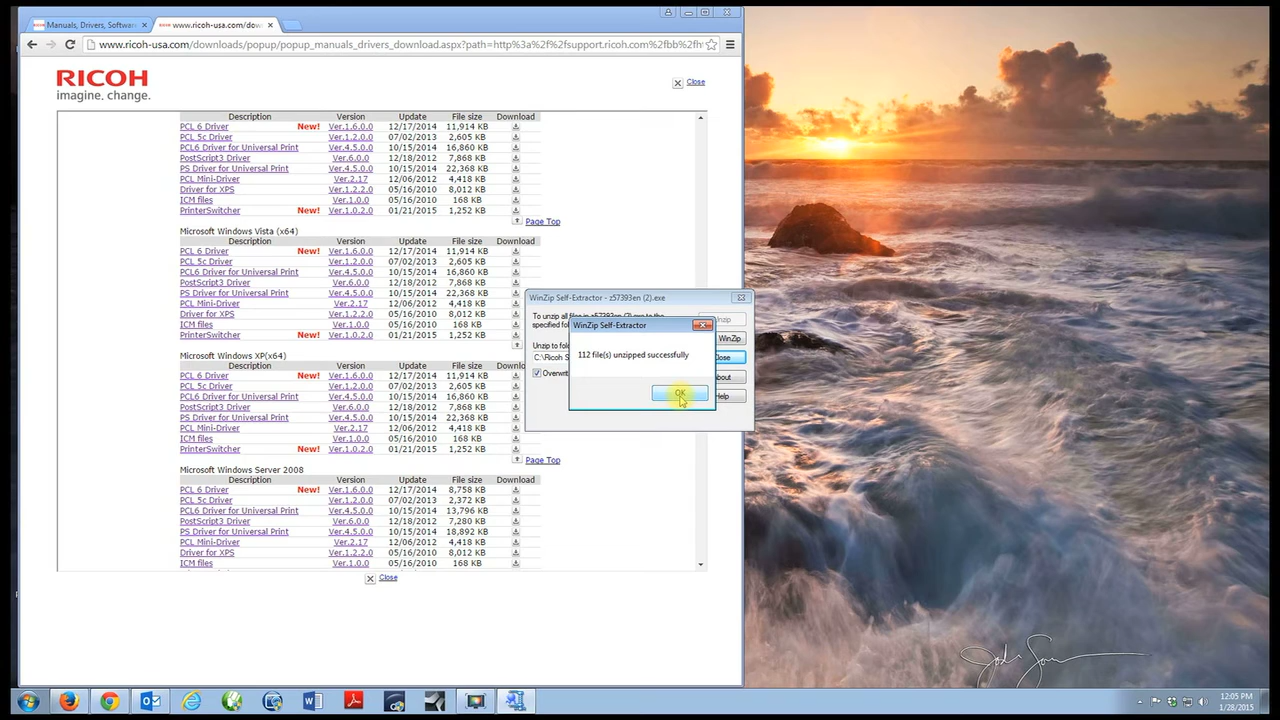 Manuals, Drivers, Software
www.ricoh-usa.com/dow
www.ricoh-usa.com/downloads/popup/popup_manuals_drivers_download.aspx?path=http%3a%2f%2fsupport.ricoh.com%2fbb%2fh
RICOH
imagine. change.
Close
Description Version Update File size Download
PCL 6 Driver New! Ver.1.6.0.0 12/17/2014 11,914 KB
PCL 5c Driver Ver.1.2.0.0 07/02/2013 2,605 KB
PCL6 Driver for Universal Print Ver.4.5.0.0 10/15/2014 16,860 KB
PostScript3 Driver Ver.6.0.0 12/18/2012 7,868 KB
PS Driver for Universal Print Ver.4.5.0.0 10/15/2014 22,368 KB
PCL Mini-Driver Ver.2.17 12/06/2012 4,418 KB
Driver for XPS Ver.1.2.2.0 05/16/2010 8,012 KB
ICM files Ver.1.0.0 05/16/2010 168 KB
PrinterSwitcher New! Ver.1.0.2.0 01/21/2015 1,252 KB
Page Top
Microsoft Windows Vista (x64)
Description Version Update File size Download
PCL 6 Driver New! Ver.1.6.0.0 12/17/2014 11,914 KB
PCL 5c Driver Ver.1.2.0.0 07/02/2013 2,605 KB
PCL6 Driver for Universal Print Ver.4.5.0.0 10/15/2014 16,860 KB
PostScript3 Driver Ver.6.0.0 12/18/2012 7,868 KB
PS Driver for Universal Print Ver.4.5.0.0 10/15/2014 22,368 KB
PCL Mini-Driver Ver.2.17 12/06/2012 4,418 KB
Driver for XPS Ver.1.2.2.0 05/16/2010 8,012 KB
ICM files Ver.1.0.0 05/16/2010 168 KB
PrinterSwitcher New! Ver.1.0.2.0 01/21/2015 1,252 KB
Microsoft Windows XP(x64)
Description Version Update File size Download
PCL 6 Driver New! Ver.1.6.0.0 12/17/2014 11,914 KB
PCL 5c Driver Ver.1.2.0.0 07/02/2013 2,605 KB
PCL6 Driver for Universal Print Ver.4.5.0.0 10/15/2014 16,860 KB
PostScript3 Driver Ver.6.0.0 12/18/2012 7,868 KB
PS Driver for Universal Print Ver.4.5.0.0 10/15/2014 22,368 KB
PCL Mini-Driver Ver.2.17 12/06/2012 4,418 KB
ICM files Ver.1.0.0 05/16/2010 168 KB
PrinterSwitcher New! Ver.1.0.2.0 01/21/2015 1,252 KB
Page Top
Microsoft Windows Server 2008
Description Version Update File size Download
PCL 6 Driver New! Ver.1.6.0.0 12/17/2014 8,758 KB
PCL 5c Driver Ver.1.2.0.0 07/02/2013 2,372 KB
PCL6 Driver for Universal Print Ver.4.5.0.0 10/15/2014 13,796 KB
PostScript3 Driver Ver.6.0.0 12/18/2012 7,280 KB
PS Driver for Universal Print Ver.4.5.0.0 10/15/2014 18,892 KB
PCL Mini-Driver Ver.2.17 12/06/2012 4,418 KB
Driver for XPS Ver.1.2.2.0 05/16/2010 8,012 KB
ICM files Ver.1.0.0 05/16/2010 168 KB
Close
WinZip Self-Extractor - z57393en (2).exe
To unzip all files in z57393en (2).exe to the
specified fol
Unzip to fold
C:\Ricoh S
Overwrit
nzip
WinZip
Close
About
Help
WinZip Self-Extractor
112 file(s) unzipped successfully
OK
12:05 PM
1/28/2015